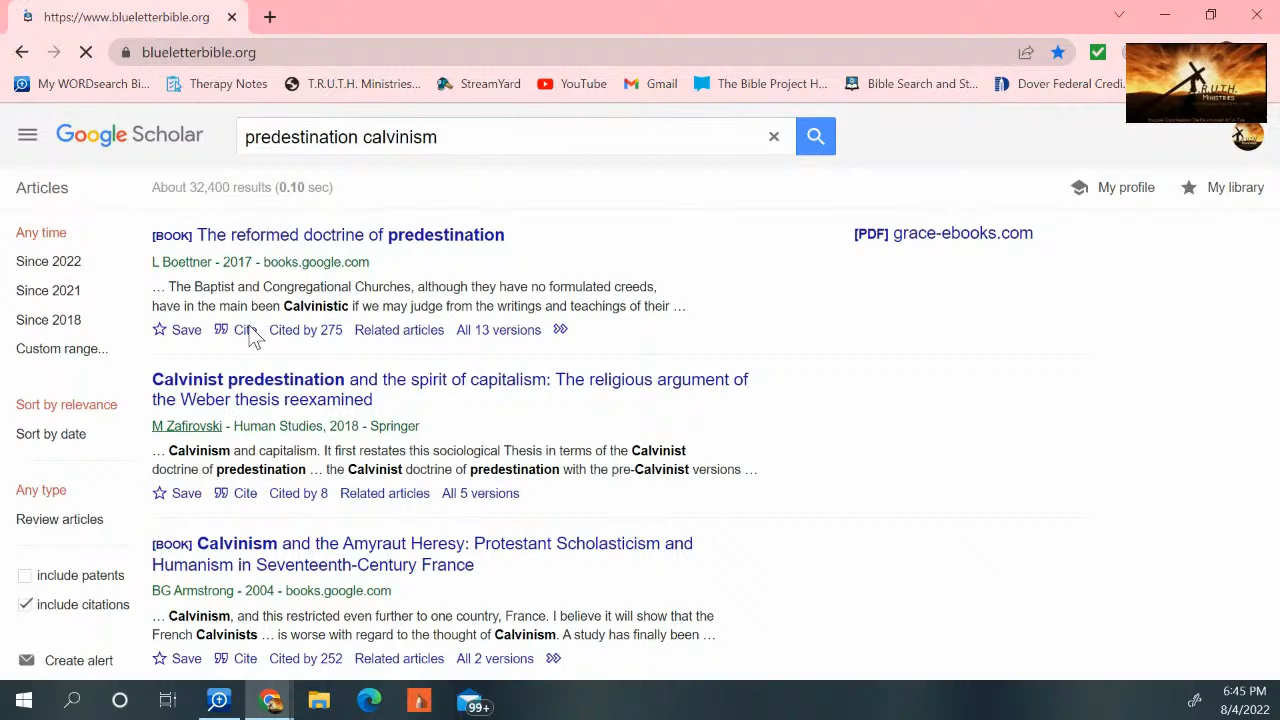 https://www.blueletterbible.org
blueletterbible.org
My WORDsearch Bi... Therapy Notes T.R.U.T.H. Ministries... StreamYard YouTube Gmail The Bible Project H... Bible Search and St... Dover Federal Credi...
Google Scholar predestination calvinism
Articles About 32,400 results (0.10 sec) My profile My library
Any time
Since 2022
Since 2021
Since 2018
Custom range...
Sort by relevance
Sort by date
Any type
Review articles
include patents
include citations
Create alert
[BOOK] The reformed doctrine of predestination
[PDF] grace-ebooks.com
L Boettner - 2017 - books.google.com
... The Baptist and Congregational Churches, although they have no formulated creeds,
have in the main been Calvinistic if we may judge from the writings and teachings of their ...
Save Cite Cited by 275 Related articles All 13 versions
Calvinist predestination and the spirit of capitalism: The religious argument of
the Weber thesis reexamined
M Zafirovski - Human Studies, 2018 - Springer
... Calvinism and capitalism. It first restates this sociological Thesis in terms of the Calvinist
doctrine of predestination ... the Calvinist doctrine of predestination with the pre-Calvinist versions ...
Save Cite Cited by 8 Related articles All 5 versions
[BOOK] Calvinism and the Amyraut Heresy: Protestant Scholasticism and
Humanism in Seventeenth-Century France
BG Armstrong - 2004 - books.google.com
... Calvinism, and this restricted even further to one country, France. I believe it will show that the
French Calvinists ... is worse with regard to the thought of Calvinism. A study has finally been ...
Save Cite Cited by 252 Related articles All 2 versions
99+
6:45 PM
8/4/2022